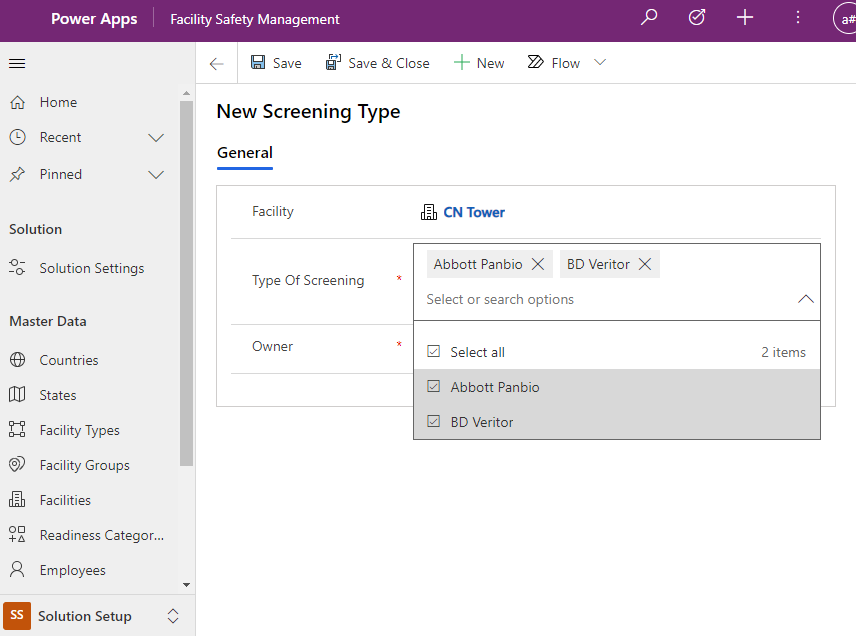 Power Apps
Facility Safety Management
a#
Save
Save & Close
New
Flow
Home
Recent
Pinned
Solution
Solution Settings
Master Data
Countries
States
Facility Types
Facility Groups
Facilities
Readiness Categor...
Employees
SS
Solution Setup
New Screening Type
General
Facility
CN Tower
Type Of Screening *
Abbott Panbio
BD Veritor
Select or search options
Owner *
Select all
2 items
Abbott Panbio
BD Veritor